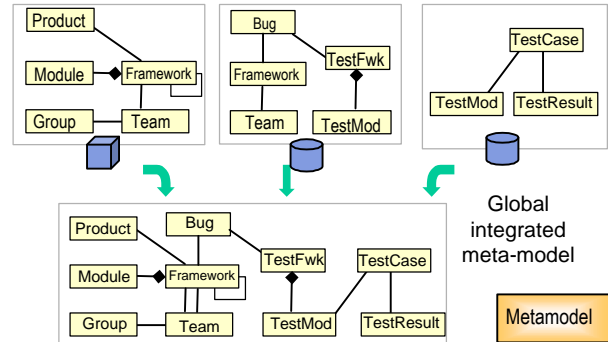 Product
Module
Framework
Group
Team
Bug
TestFwk
Framework
Team
TestMod
TestCase
TestMod
TestResult
Global
integrated
meta-model
Product
Bug
Module
Framework
TestFwk
TestCase
Group
Team
TestMod
TestResult
Metamodel